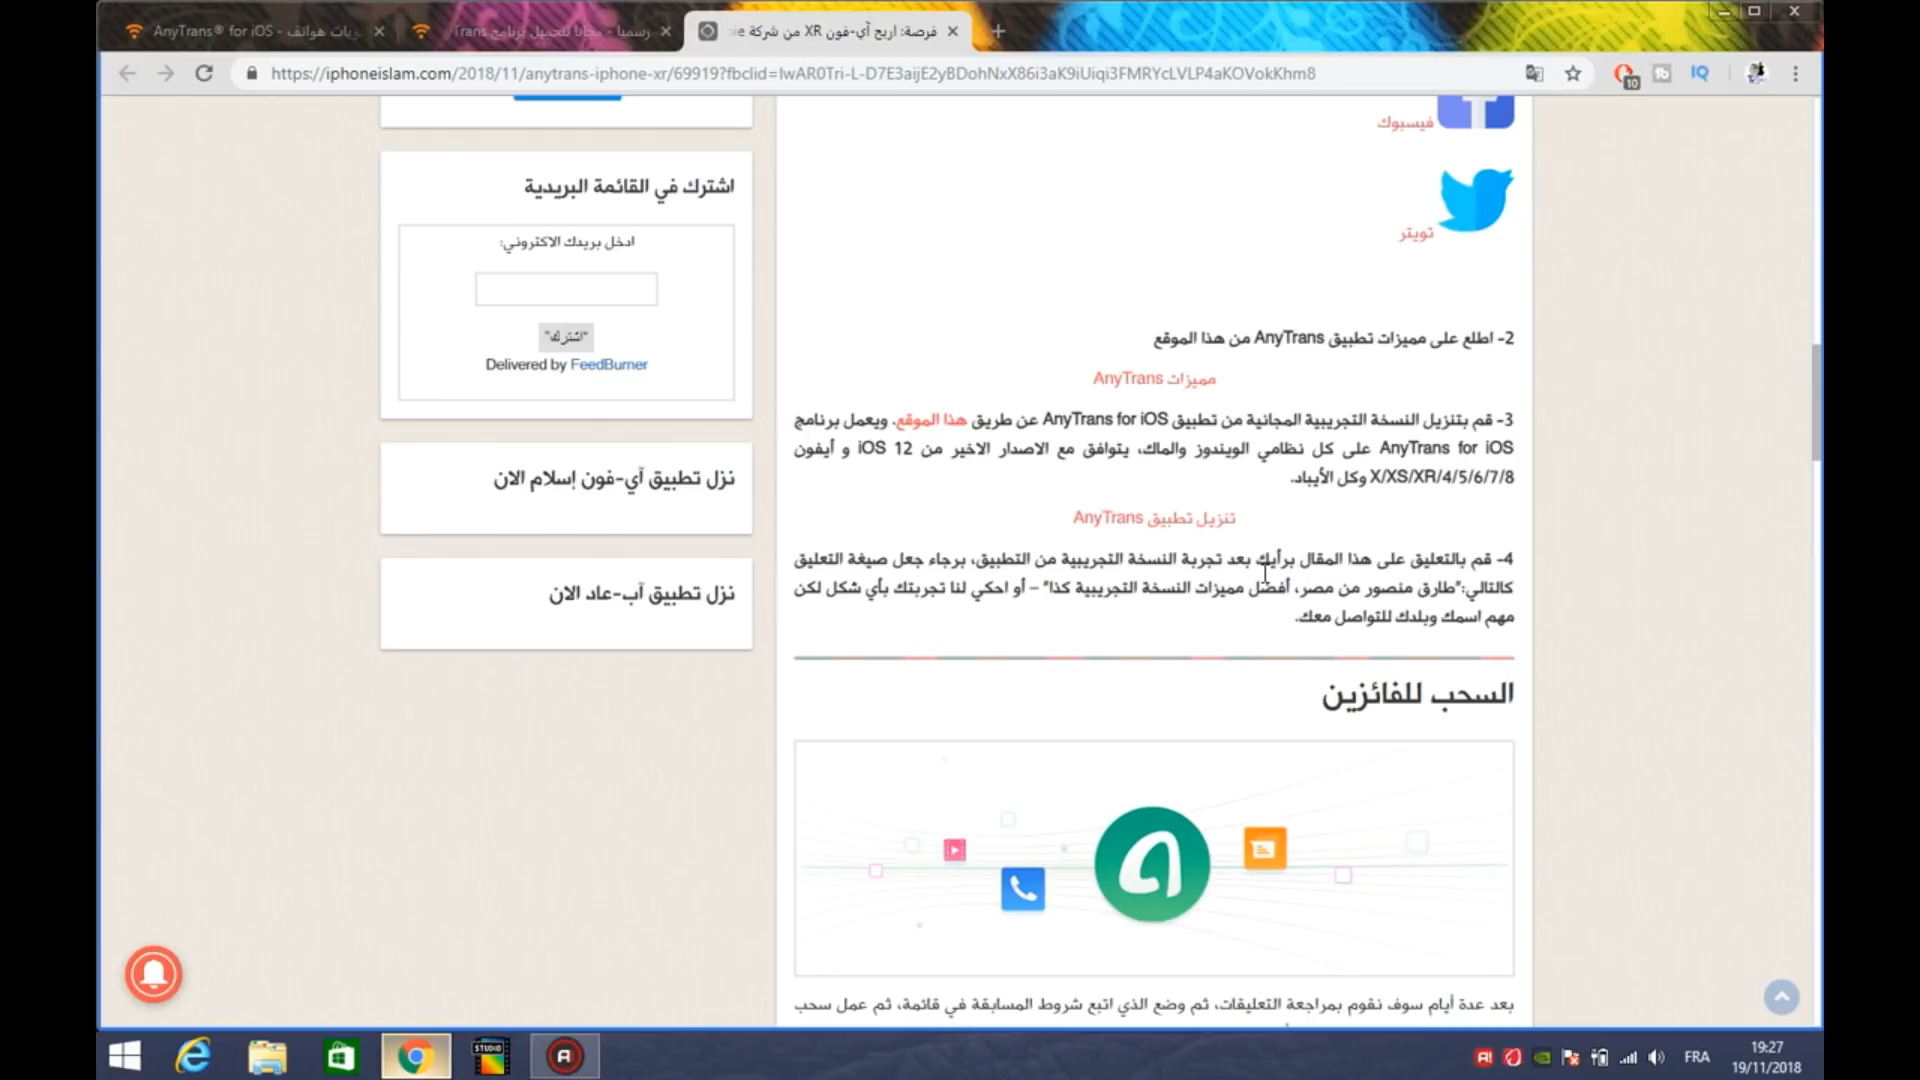 AnyTrans® for iOS - يات هواتف
رسميا - مجانا لتحميل برنامج Trans
فرصة: اربح آي-فون XR من شركة
https://iphoneislam.com/2018/11/anytrans-iphone-xr/69919?fbclid=IwAR0Tri-L-D7E3aijE2yBDohNxX86i3aK9iUiqi3FMRYcLVLP4aKOVokKhm8
10
IQ
فيسبوك
تويتر
2- اطلع على مميزات تطبيق AnyTrans من هذا الموقع
مميزات AnyTrans
3- قم بتنزيل النسخة التجريبية المجانية من تطبيق AnyTrans for iOS عن طريق هذا الموقع. ويعمل برنامج
AnyTrans for iOS على كل نظامي الويندوز والماك، يتوافق مع الاصدار الاخير من iOS 12 و أيفون
X/XS/XR/4/5/6/7/8 وكل الأيباد.
تنزيل تطبيق AnyTrans
4- قم بالتعليق على هذا المقال برأيك بعد تجربة النسخة التجريبية من التطبيق، برجاء جعل صيغة التعليق
كالتالي:"طارق منصور من مصر، أفضل مميزات النسخة التجريبية كذا" – أو احكي لنا تجربتك بأي شكل لكن
مهم اسمك وبلدك للتواصل معك.
السحب للفائزين
بعد عدة أيام سوف نقوم بمراجعة التعليقات، ثم وضع الذي اتبع شروط المسابقة في قائمة، ثم عمل سحب
اشترك في القائمة البريدية
ادخل بريدك الاكتروني:
"اشترك"
Delivered by FeedBurner
نزل تطبيق آي-فون إسلام الان
نزل تطبيق آب-عاد الان
STUDIO
FRA
19:27
19/11/2018